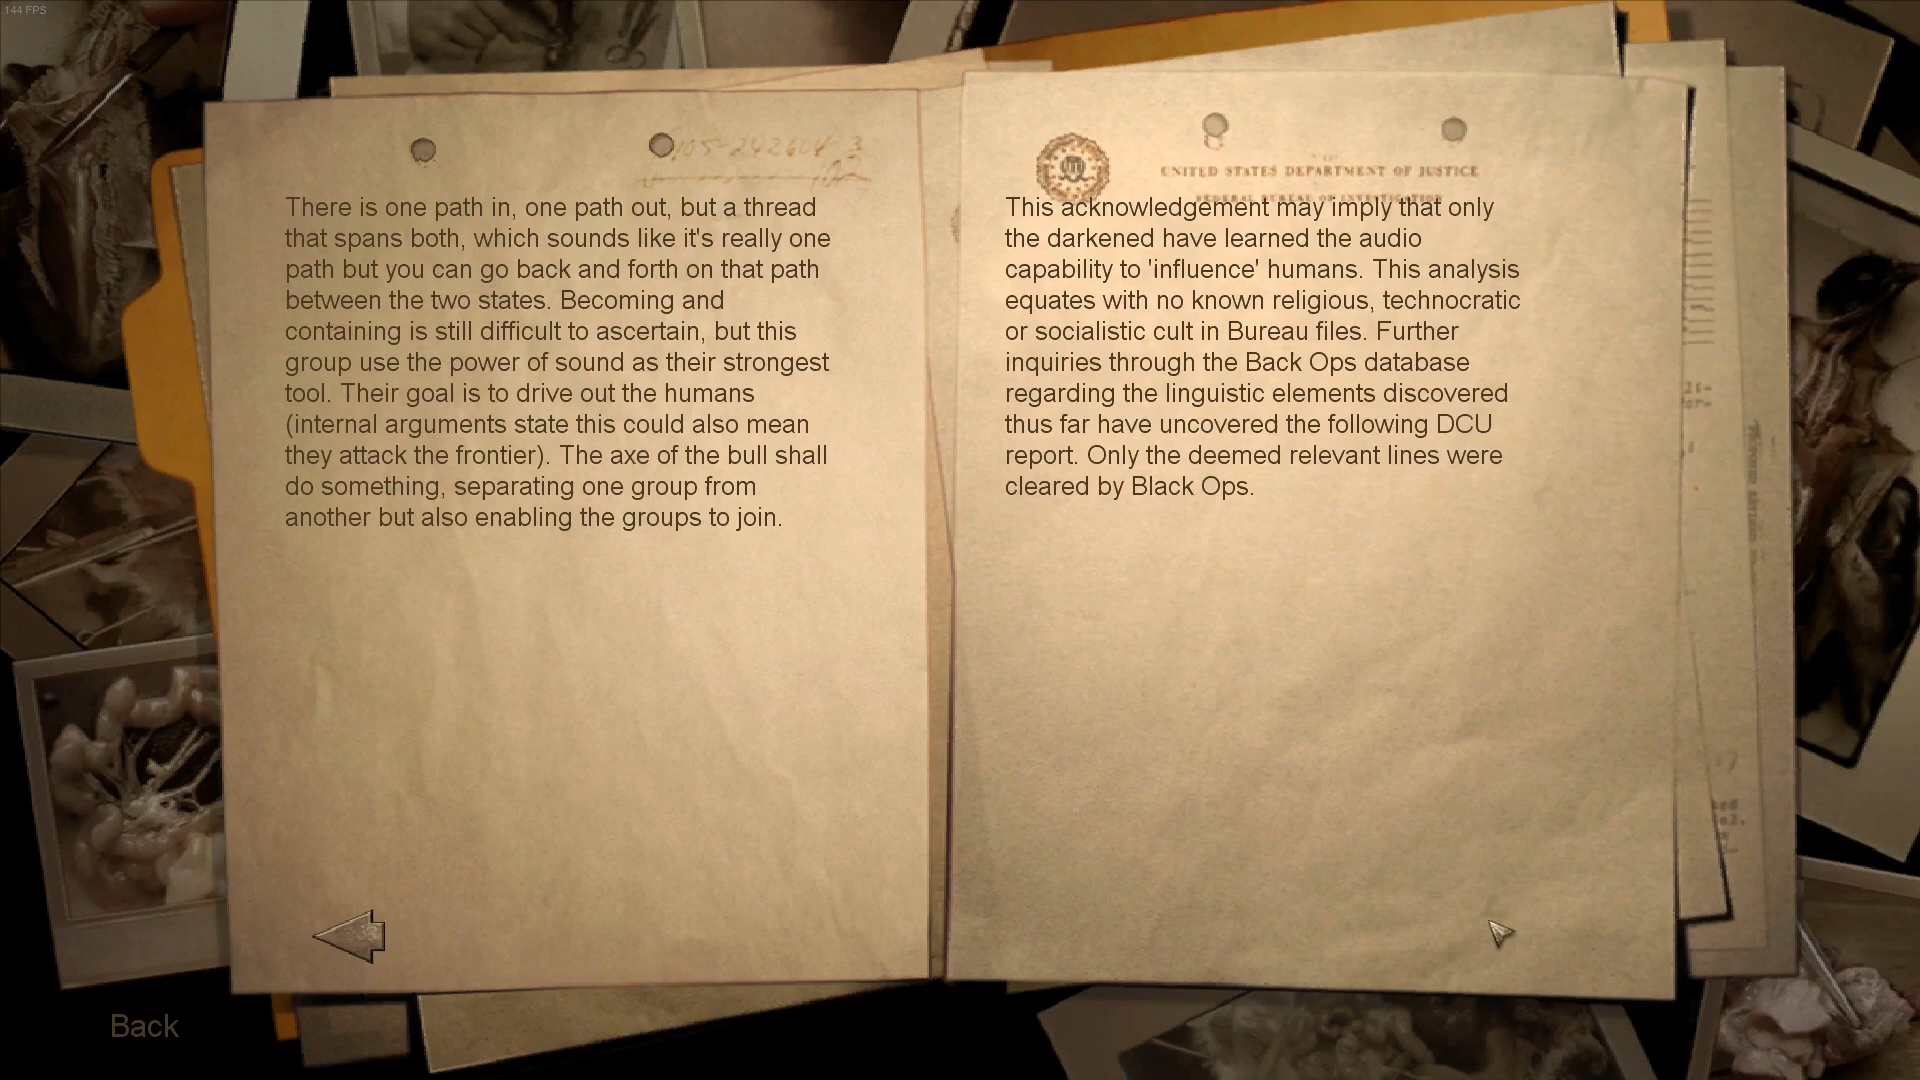 144 FPS
105-242604 3
There is one path in, one path out, but a thread
that spans both, which sounds like it's really one
path but you can go back and forth on that path
between the two states. Becoming and
containing is still difficult to ascertain, but this
group use the power of sound as their strongest
tool. Their goal is to drive out the humans
(internal arguments state this could also mean
they attack the frontier). The axe of the bull shall
do something, separating one group from
another but also enabling the groups to join.
UNITED STATES DEPARTMENT OF JUSTICE
FEDERAL BUREAU OF INVESTIGATION
This acknowledgement may imply that only
the darkened have learned the audio
capability to 'influence' humans. This analysis
equates with no known religious, technocratic
or socialistic cult in Bureau files. Further
inquiries through the Back Ops database
regarding the linguistic elements discovered
thus far have uncovered the following DCU
report. Only the deemed relevant lines were
cleared by Black Ops.
Back